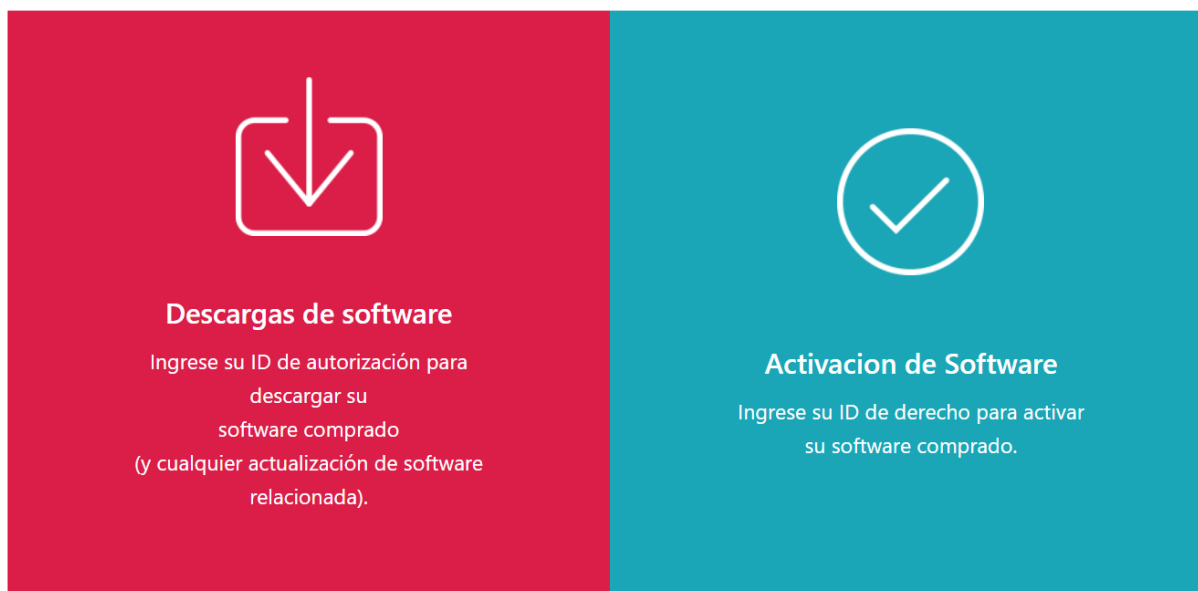 Descargas de software
Ingrese su ID de autorización para
descargar su
software comprado
(y cualquier actualización de software
relacionada).
Activacion de Software
Ingrese su ID de derecho para activar
su software comprado.